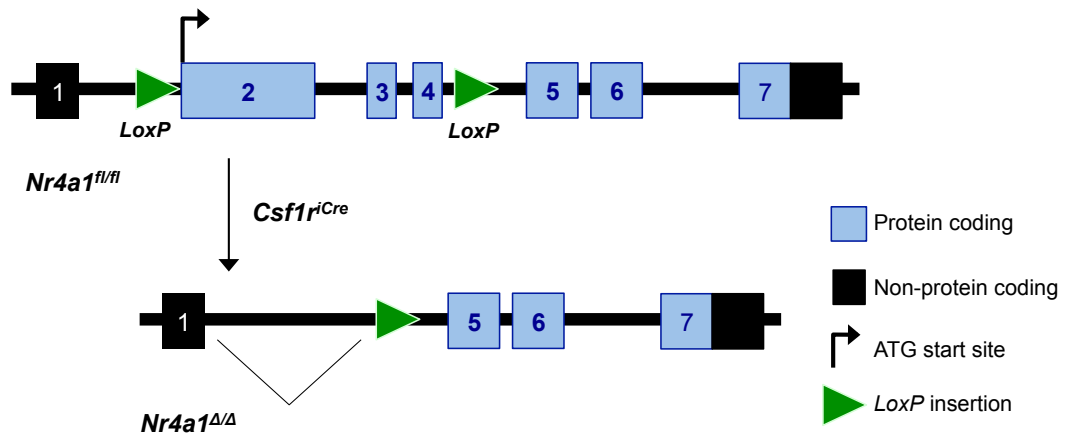 1 2 3 4 5 6 7
LoxP LoxP
Nr4a1fl/fl
Csf1riCre
Protein coding
Non-protein coding
1 5 6 7
ATG start site
LoxP insertion
Nr4a1Δ/Δ